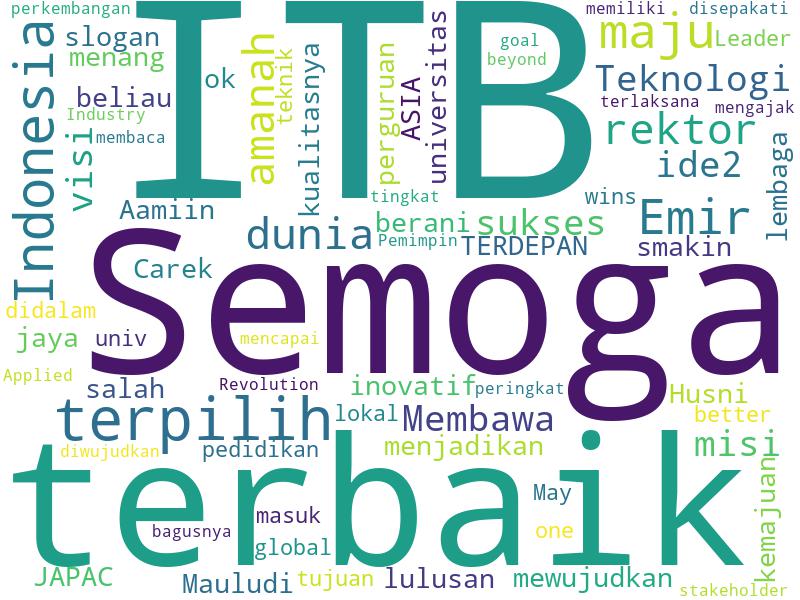 perkembangan
ITB
memiliki
disepakati
slogan
maju
Leader
menang
ok
amanah
teknik
kualitasnya
perguruan
ASIA
universitas
goal
beyond
Indonesia
beliau
Industry
membaca
visi
Teknologi
terlaksana
mengajak
rektor
ide2
lembaga
Aamiin
tingkat
wins
dunia
berani
sukses
Emir
Pemimpin
TERDEPAN
smakin
Semoga
Carek
didalam
jaya
univ
mencapai
Applied
salah
Revolution
inovatif
peringkat
Husni
terpilih
lokal
Membawa
better
diwujudkan
pedidikan
menjadikan
misi
terbaik
kemajuan
May
masuk
bagusnya
one
global
JAPAC
Mauludi
tujuan
lulusan
mewujudkan
stakeholder